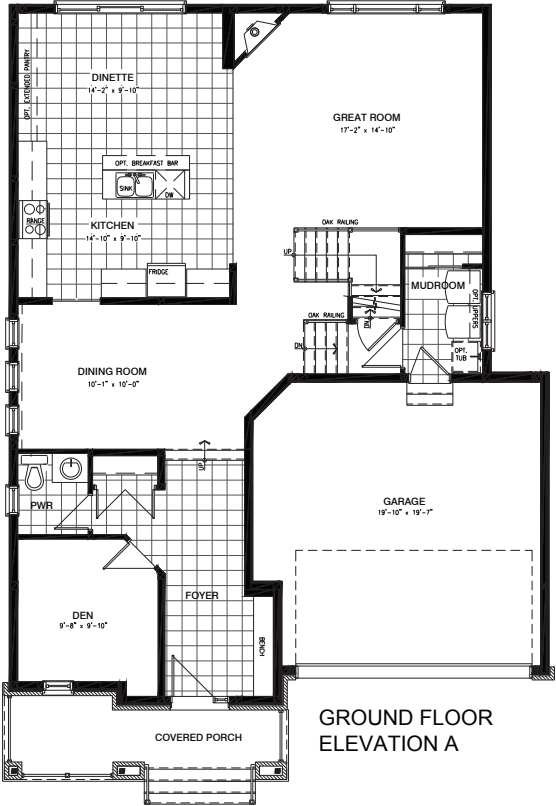 DINETTE
14'-2" x 9'-10"
OPT. EXTENDED PANTRY
GREAT ROOM
17'-2" x 14'-10"
OPT. BREAKFAST BAR
SINK
DW
RANGE
KITCHEN
14'-10" x 9'-10"
FRIDGE
OAK RAILING
UP
MUDROOM
OPT. UPPERS
OAK RAILING
DN
DN
OPT.
TUB
DINING ROOM
10'-1" x 10'-0"
UP
PWR
GARAGE
19'-10" x 19'-7"
DEN
9'-8" x 9'-10"
FOYER
BENCH
COVERED PORCH
GROUND FLOOR
ELEVATION A